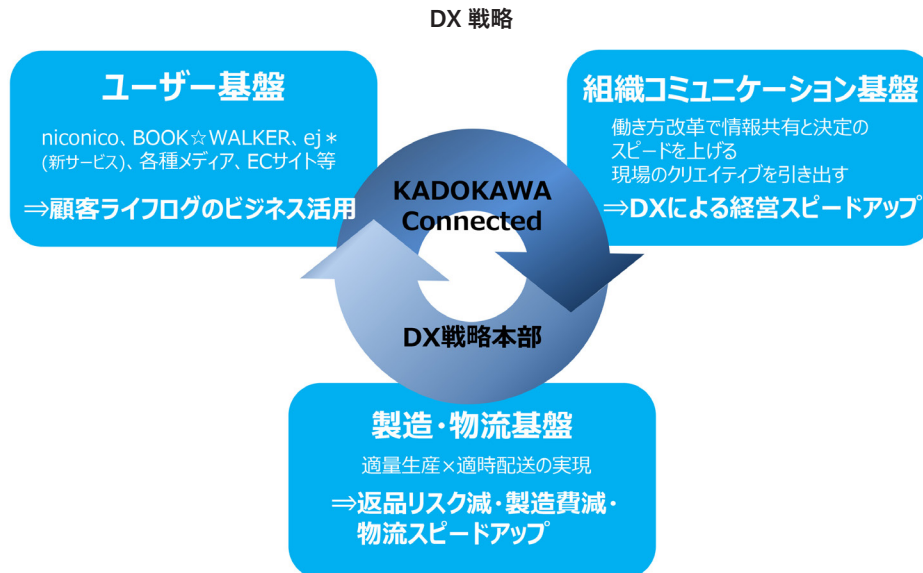 DX 戦略
ユーザー基盤
niconico、BOOK☆WALKER、ej＊
(新サービス)、各種メディア、ECサイト等
⇒顧客ライフログのビジネス活用
組織コミュニケーション基盤
働き方改革で情報共有と決定の
スピードを上げる
現場のクリエイティブを引き出す
⇒DXによる経営スピードアップ
KADOKAWA
Connected
DX戦略本部
製造・物流基盤
適量生産×適時配送の実現
⇒返品リスク減・製造費減・
物流スピードアップ